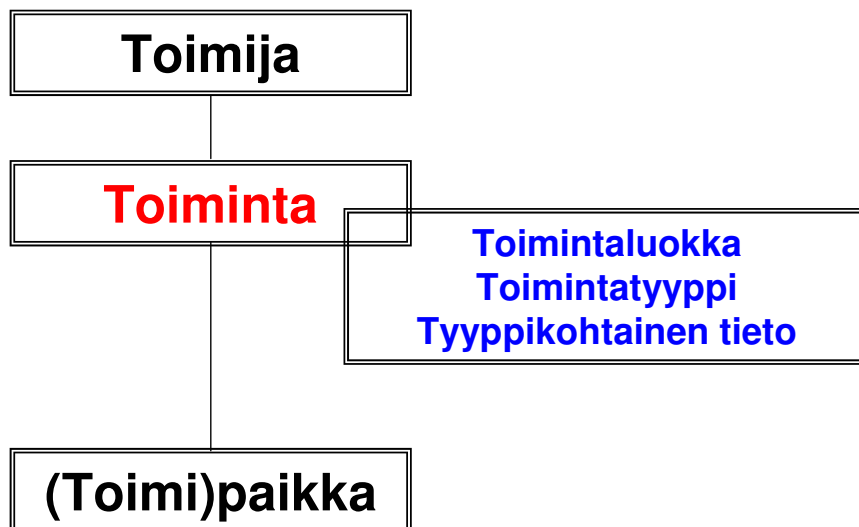 Toimija
Toiminta
Toimintaluokka
Toimintatyyppi
Tyyppikohtainen tieto
(Toimi)paikka